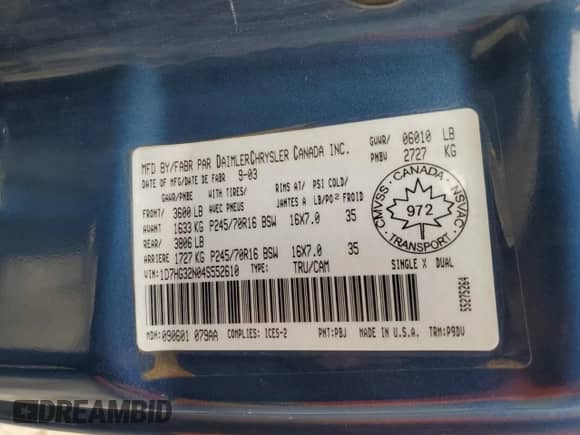 MFD BY/FABR PAR DAIMLERCHRYSLER CANADA INC.
GVWR/ 06010 LB
PNBV 2727 KG
DATE OF MFG/DATE DE FABR 9-03
GAWR/PNBE WITH TIRES/ RIMS AT/ PSI COLD/
AVEC PNEUS JANTES A LB/PO² FROID
FRONT/ 3600 LB
AVANT 1633 KG P245/70R16 BSW 16X7.0 35
REAR/ 3806 LB
ARRIERE 1727 KG P245/70R16 BSW 16X7.0 35
VIN: 1D7HG32N04S552610 TYPE: TRU/CAM SINGLE X DUAL
CANADA
CMVSS NSVAC
972
TRANSPORT
55275264
MDH: 090601 079AA COMPLIES: ICES-2 PNT: PBJ MADE IN U.S.A. TRM: P9DV
DREAMBID